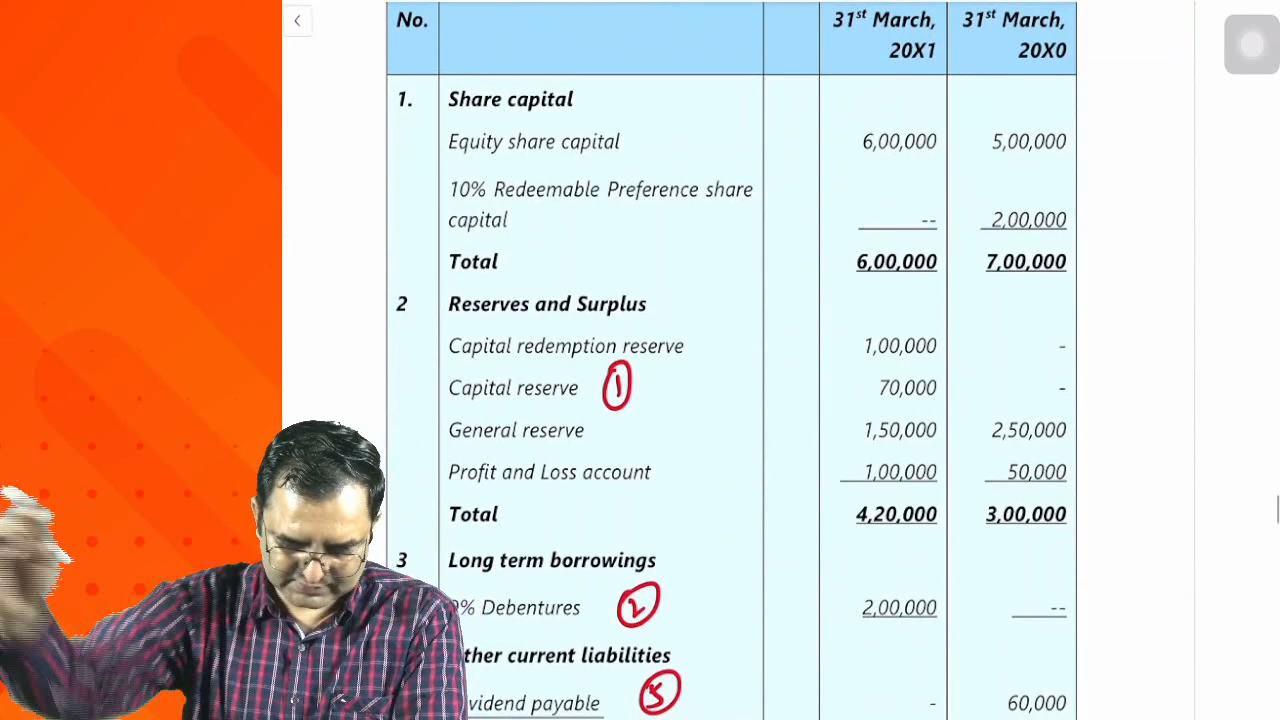 No. 31st March, 20X1 31st March, 20X0
1. Share capital
Equity share capital 6,00,000 5,00,000
10% Redeemable Preference share
capital -- 2,00,000
Total 6,00,000 7,00,000
2 Reserves and Surplus
Capital redemption reserve 1,00,000 -
Capital reserve 1 70,000 -
General reserve 1,50,000 2,50,000
Profit and Loss account 1,00,000 50,000
Total 4,20,000 3,00,000
3 Long term borrowings
% Debentures 2 2,00,000 --
ther current liabilities
vidend payable - 60,000